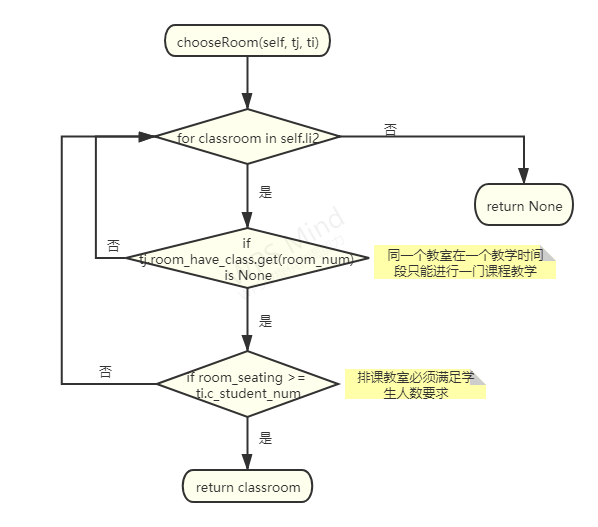 chooseRoom(self, tj, ti)
for classroom in self.li2
否
是
return None
if
tj.room_have_class.get(room_num)
is None
否
同一个教室在一个教学时间
段只能进行一门课程教学
是
if room_seating >=
ti.c_student_num
否
排课教室必须满足学
生人数要求
是
return classroom